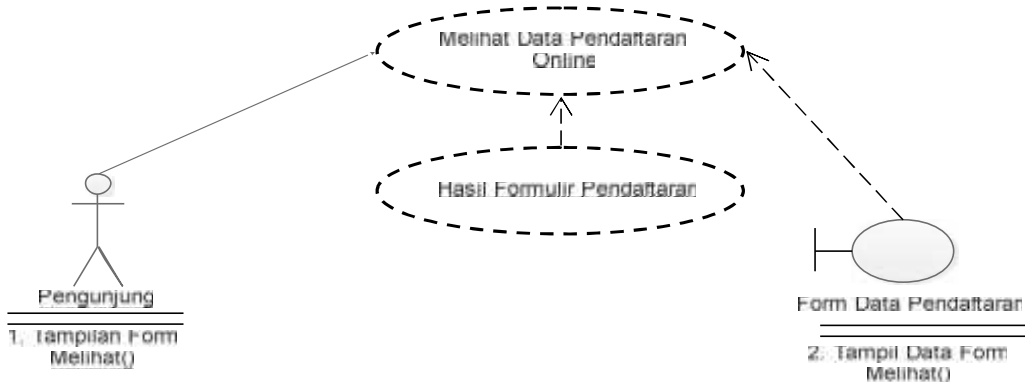 Melihat Data Pendaftaran
Online
Hasil Formulir Pendaftaran
Pengunjung
1. Tampilan Form
Melihat()
Form Data Pendaftaran
2. Tampil Data Form
Melihat()